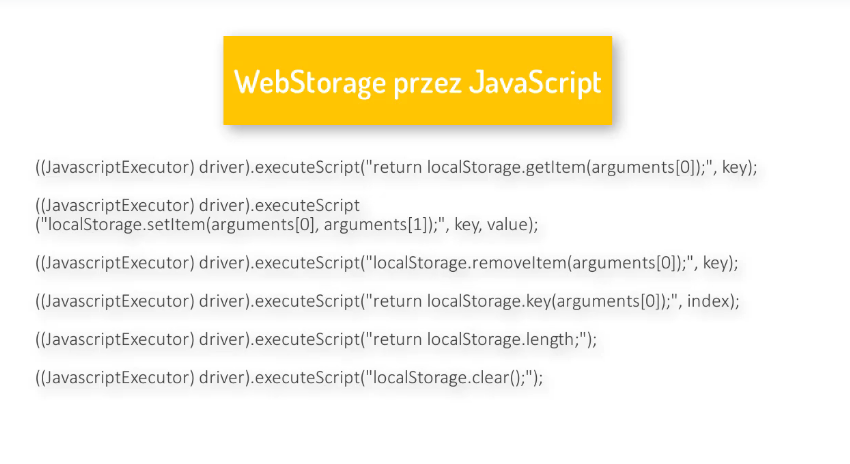 WebStorage przez JavaScript
((JavascriptExecutor) driver).executeScript("return localStorage.getItem(arguments[0]);", key);
((JavascriptExecutor) driver).executeScript
("localStorage.setItem(arguments[0], arguments[1]);", key, value);
((JavascriptExecutor) driver).executeScript("localStorage.removeItem(arguments[0]);", key);
((JavascriptExecutor) driver).executeScript("return localStorage.key(arguments[0]);", index);
((JavascriptExecutor) driver).executeScript("return localStorage.length;");
((JavascriptExecutor) driver).executeScript("localStorage.clear();");